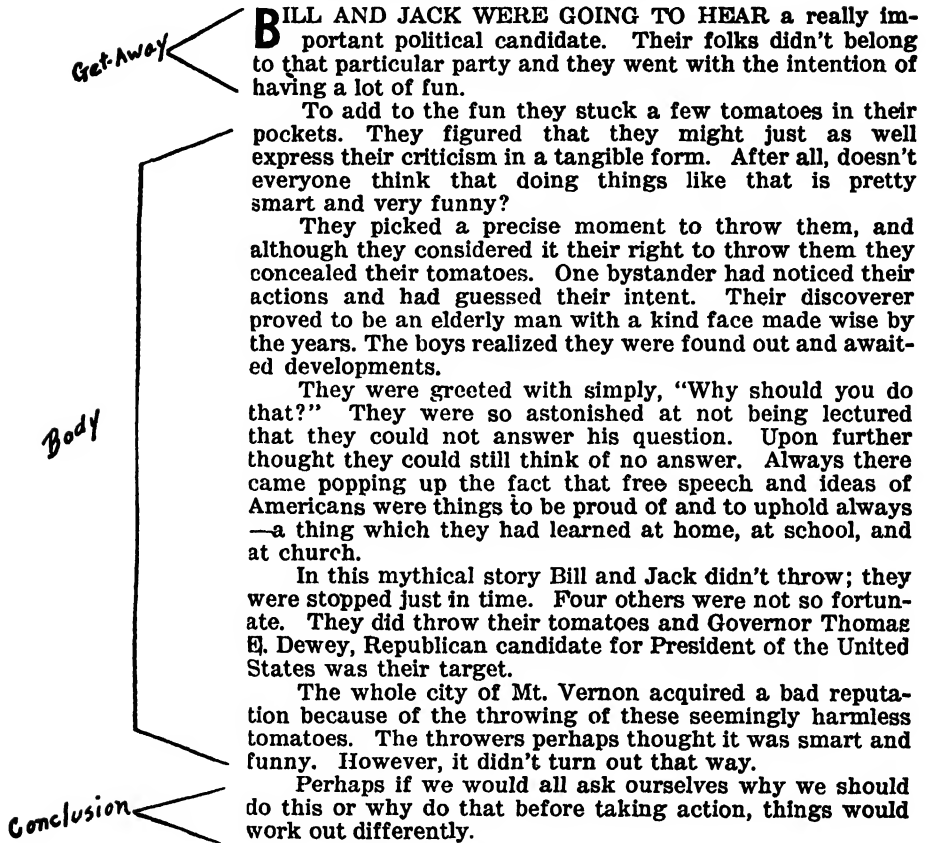 Get-Away
BILL AND JACK WERE GOING TO HEAR a really im-
portant political candidate. Their folks didn't belong
to that particular party and they went with the intention of
having a lot of fun.
To add to the fun they stuck a few tomatoes in their
pockets. They figured that they might just as well
express their criticism in a tangible form. After all, doesn't
everyone think that doing things like that is pretty
smart and very funny?
They picked a precise moment to throw them, and
although they considered it their right to throw them they
concealed their tomatoes. One bystander had noticed their
actions and had guessed their intent. Their discoverer
proved to be an elderly man with a kind face made wise by
the years. The boys realized they were found out and await-
ed developments.
Body
They were greeted with simply, “Why should you do
that?” They were so astonished at not being lectured
that they could not answer his question. Upon further
thought they could still think of no answer. Always there
came popping up the fact that free speech and ideas of
Americans were things to be proud of and to uphold always
—a thing which they had learned at home, at school, and
at church.
In this mythical story Bill and Jack didn't throw; they
were stopped just in time. Four others were not so fortun-
ate. They did throw their tomatoes and Governor Thomas
E. Dewey, Republican candidate for President of the United
States was their target.
The whole city of Mt. Vernon acquired a bad reputa-
tion because of the throwing of these seemingly harmless
tomatoes. The throwers perhaps thought it was smart and
funny. However, it didn't turn out that way.
Conclusion
Perhaps if we would all ask ourselves why we should
do this or why do that before taking action, things would
work out differently.